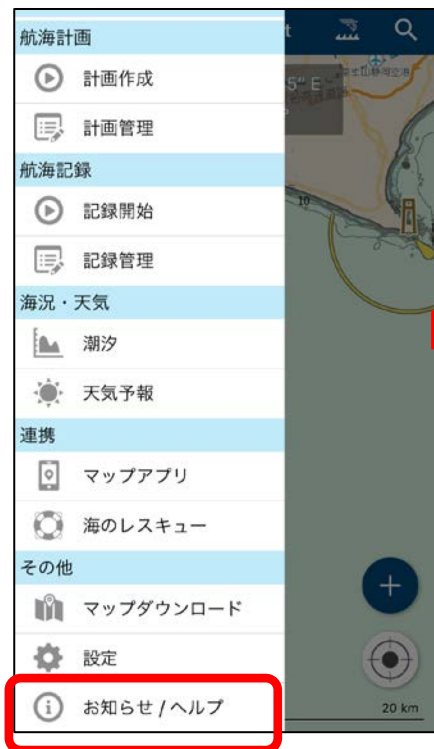 航海計画
t
計画作成
5" E
計画管理
航海記録
記録開始
10
記録管理
海況・天気
潮汐
天気予報
連携
マップアプリ
海のレスキュー
その他
マップダウンロード
設定
お知らせ / ヘルプ
20 km